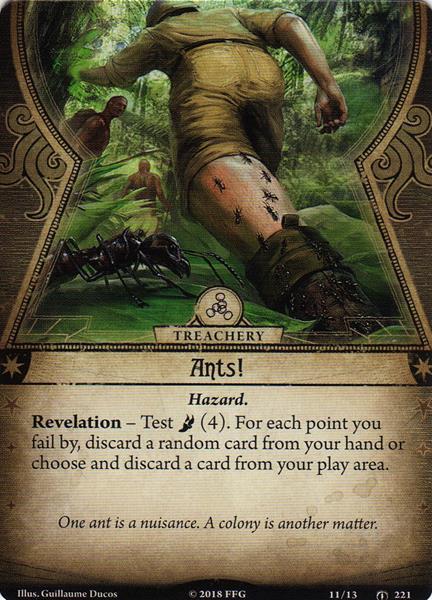 TREACHERY
Ants!
Hazard.
Revelation – Test (4). For each point you
fail by, discard a random card from your hand or
choose and discard a card from your play area.
One ant is a nuisance. A colony is another matter.
Illus. Guillaume Ducos © 2018 FFG 11/13 221